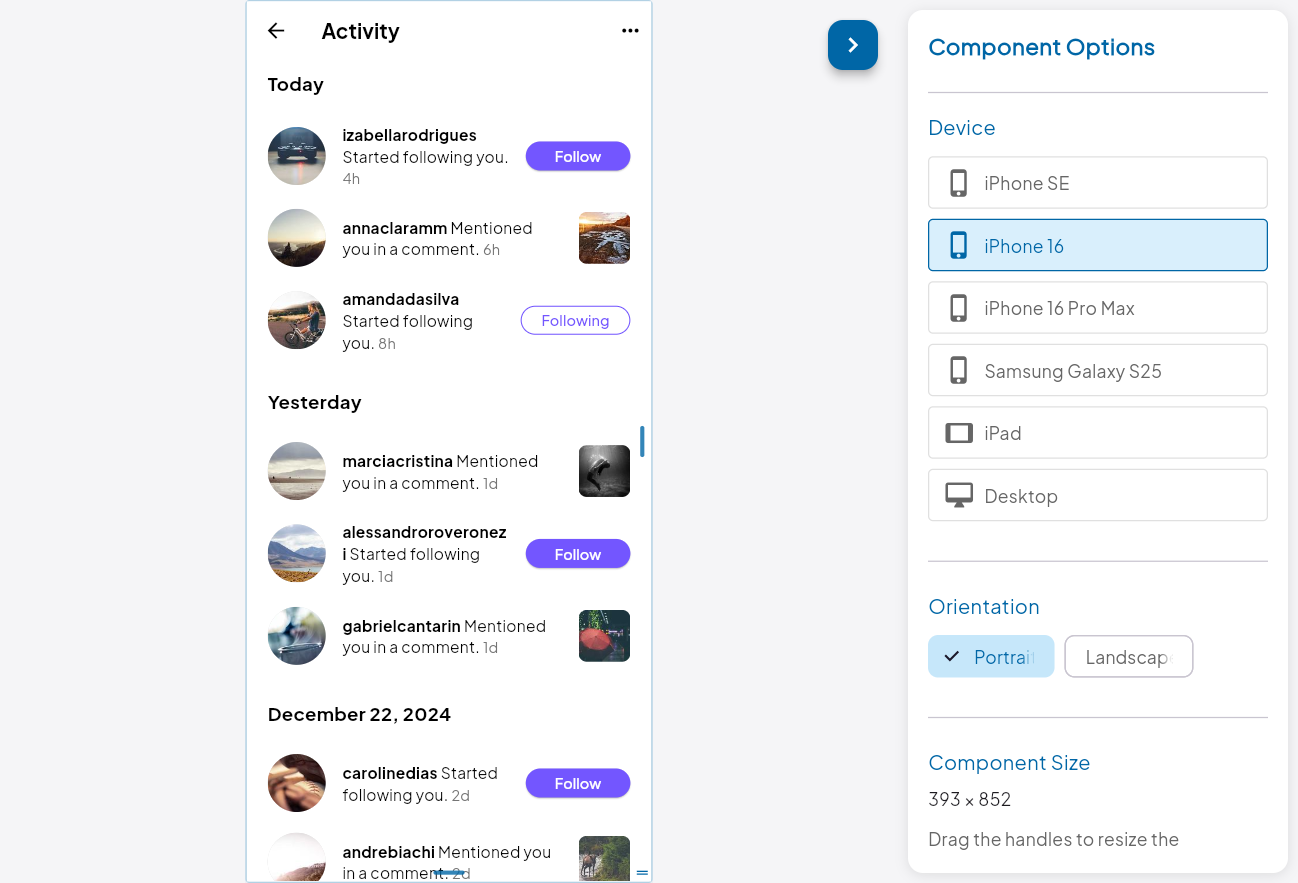 Activity
Today
izabellarodrigues
Started following you.
4h
Follow
annaclaramm Mentioned
you in a comment. 6h
amandadasilva
Started following
you. 8h
Following
Yesterday
marciacristina Mentioned
you in a comment. 1d
alessandroroveronez
i Started following
you. 1d
Follow
gabrielcantarin Mentioned
you in a comment. 1d
December 22, 2024
carolinedias Started
following you. 2d
Follow
andrebiachi Mentioned you
in a comment. 2d
Component Options
Device
iPhone SE
iPhone 16
iPhone 16 Pro Max
Samsung Galaxy S25
iPad
Desktop
Orientation
Portrait
Landscape
Component Size
393 × 852
Drag the handles to resize the